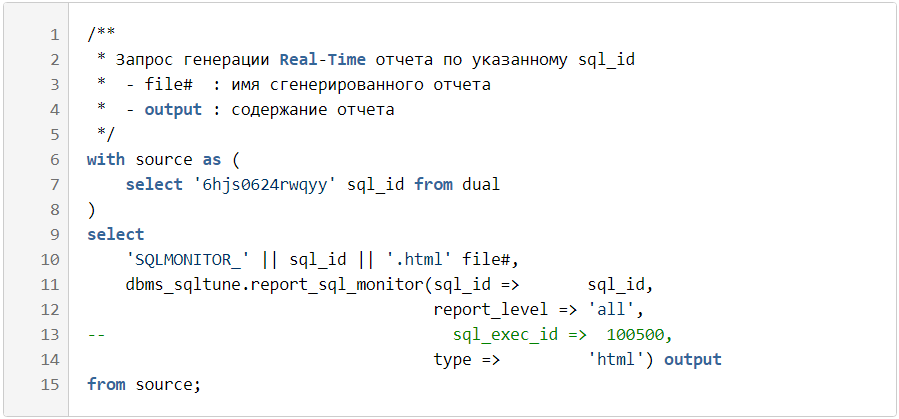 1 /**
2 * Запрос генерации Real-Time отчета по указанному sql_id
3 * - file# : имя сгенерированного отчета
4 * - output : содержание отчета
5 */
6 with source as (
7 select '6hjs0624rwqyy' sql_id from dual
8 )
9 select
10 'SQLMONITOR_' || sql_id || '.html' file#,
11 dbms_sqltune.report_sql_monitor(sql_id => sql_id,
12 report_level => 'all',
13 -- sql_exec_id => 100500,
14 type => 'html') output
15 from source;